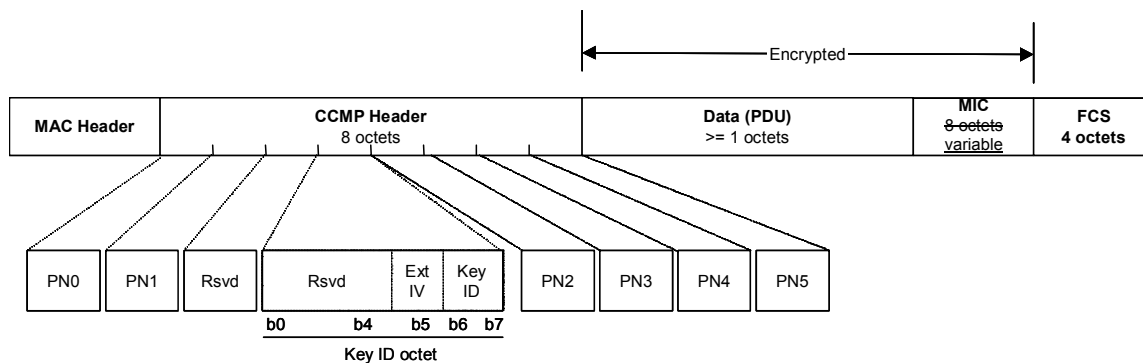 Encrypted
MAC Header
CCMP Header
8 octets
Data (PDU)
>= 1 octets
MIC
8 octets
variable
FCS
4 octets
PN0
PN1
Rsvd
Rsvd
Ext
IV
Key
ID
PN2
PN3
PN4
PN5
b0 b4 b5 b6 b7
Key ID octet